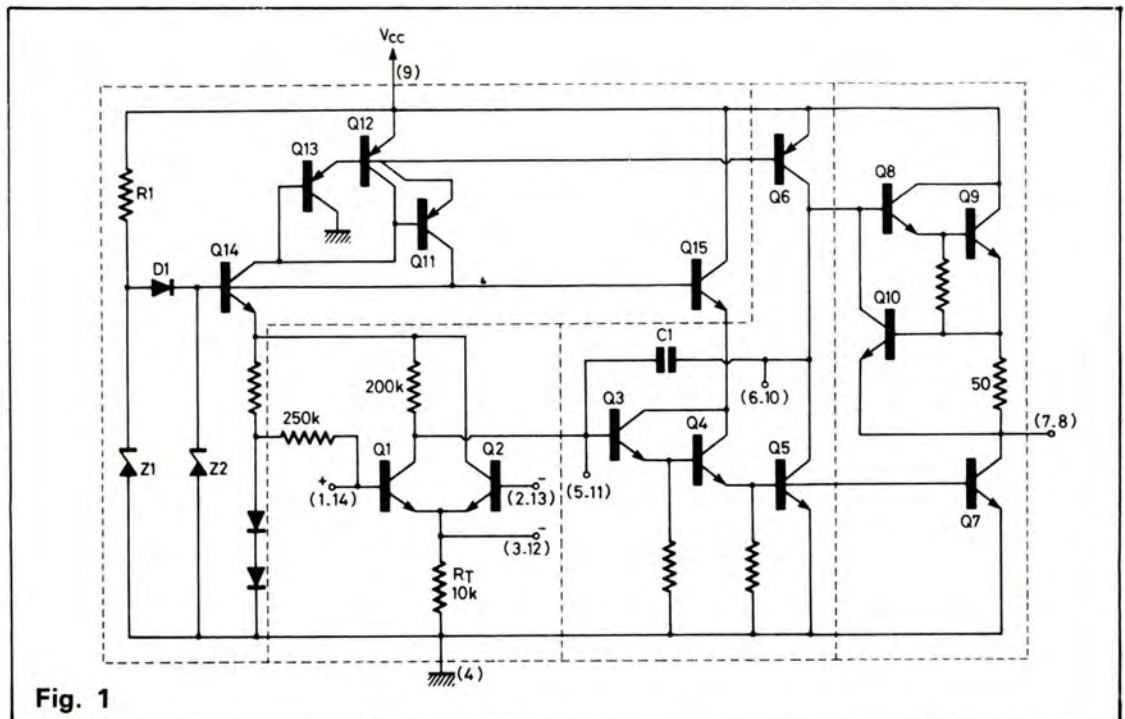 Vcc
(9)
Q12
Q13
Q6
Q8
R1
Q9
Q14
Q11
Q15
D1
Q10
C1
50
200k
(6.10)
(7.8)
Q3
Q4
250k
Q1
Q2
Q5
Z1
Z2
+
(1.14)
-
(2.13)
(5.11)
Q7
-
(3.12)
RT
10k
(4)
Fig. 1